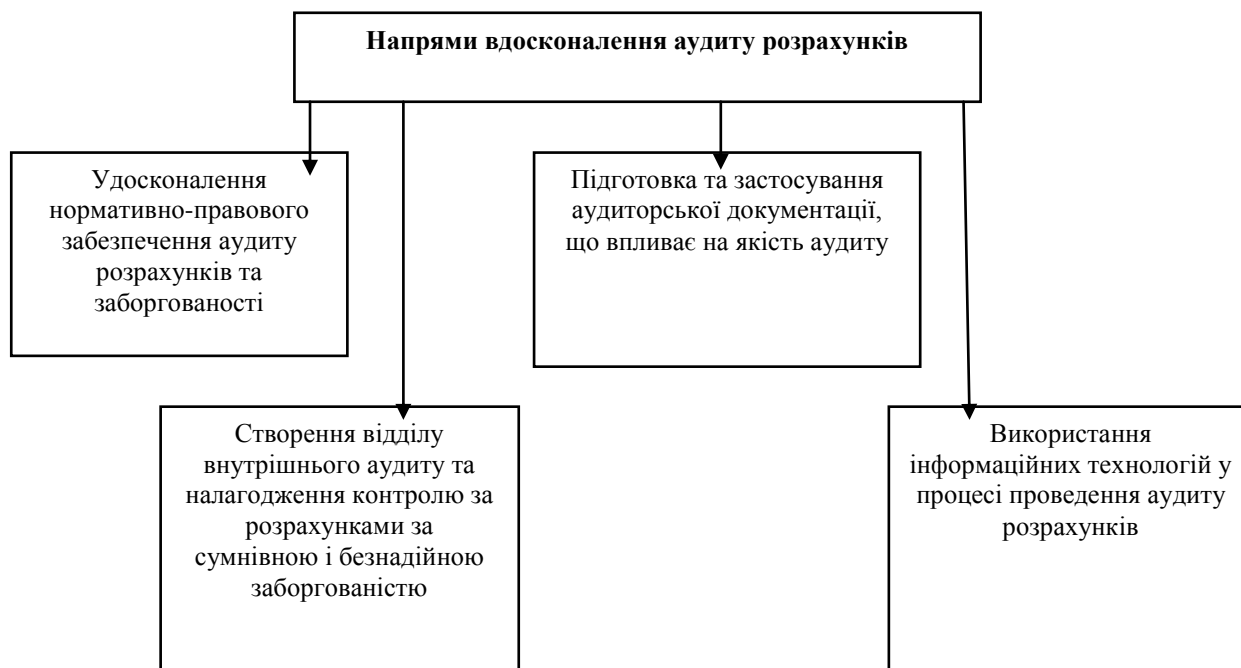 Напрями вдосконалення аудиту розрахунків
Удосконалення
нормативно-правового
забезпечення аудиту
розрахунків та
заборгованості
Підготовка та застосування
аудиторської документації,
що впливає на якість аудиту
Створення відділу
внутрішнього аудиту та
налагодження контролю за
розрахунками за
сумнівною і безнадійною
заборгованістю
Використання
інформаційних технологій у
процесі проведення аудиту
розрахунків